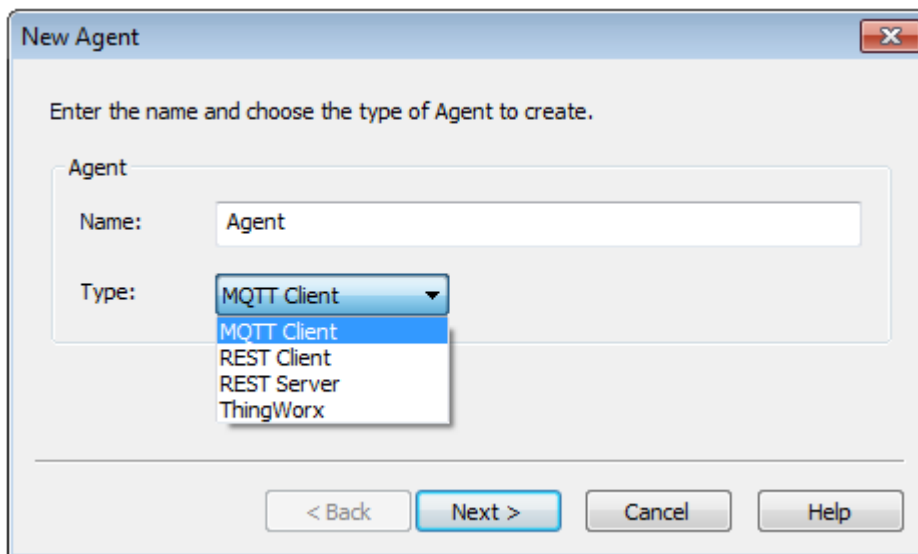 New Agent
Enter the name and choose the type of Agent to create.
Agent
Name: Agent
Type: MQTT Client
MQTT Client
REST Client
REST Server
ThingWorx
< Back Next > Cancel Help